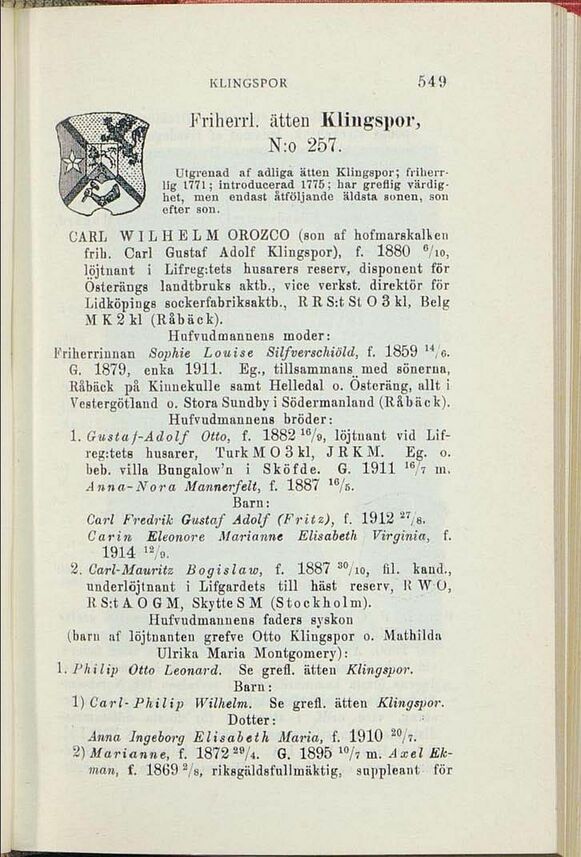 KLINGSPOR 549
Friherrl. ätten Klingspor,
N:o 257.
Utgrenad af adliga ätten Klingspor; friherr-
lig 1771; introducerad 1775; har greflig värdig-
het, men endast åtföljande äldsta sonen, son
efter son.
CARL WILHELM OROZCO (son af hofmarskalken
frih. Carl Gustaf Adolf Klingspor), f. 1880 6/10,
löjtnant i Lifreg:tets husarers reserv, disponent för
Österängs landtbruks aktb., vice verkst. direktör för
Lidköpings sockerfabriksaktb., R R S:t St O 3 kl, Belg
M K 2 kl (Råbäck).
Hufvudmannens moder:
Friherrinnan Sophie Louise Silfverschiöld, f. 1859 14/6.
G. 1879, enka 1911. Eg., tillsammans med sönerna,
Råbäck på Kinnekulle samt Helledal o. Österäng, allt i
Vestergötland o. Stora Sundby i Södermanland (Råbäck).
Hufvudmannens bröder:
1. Gustaf-Adolf Otto, f. 1882 16/9, löjtnant vid Lif-
reg:tets husarer, Turk M O 3 kl, J R K M. Eg. o.
beb. villa Bungalow'n i Sköfde. G. 1911 16/7 m.
Anna-Nora Mannerfelt, f. 1887 16/5.
Barn:
Carl Fredrik Gustaf Adolf (Fritz), f. 1912 27/8.
Carin Eleonore Marianne Elisabeth Virginia, f.
1914 12/9.
2. Carl-Mauritz Bogislaw, f. 1887 30/10, fil. kand.,
underlöjtnant i Lifgardets till häst reserv, R W O,
R S:t A O G M, Skytte S M (Stockholm).
Hufvudmannens faders syskon
(barn af löjtnanten grefve Otto Klingspor o. Mathilda
Ulrika Maria Montgomery):
1. Philip Otto Leonard. Se grefl. ätten Klingspor.
Barn:
1) Carl-Philip Wilhelm. Se grefl. ätten Klingspor.
Dotter:
Anna Ingeborg Elisabeth Maria, f. 1910 20/7.
2) Marianne, f. 1872 29/4. G. 1895 10/7 m. Axel Ek-
man, f. 1869 2/8, riksgäldsfullmäktig, suppleant för